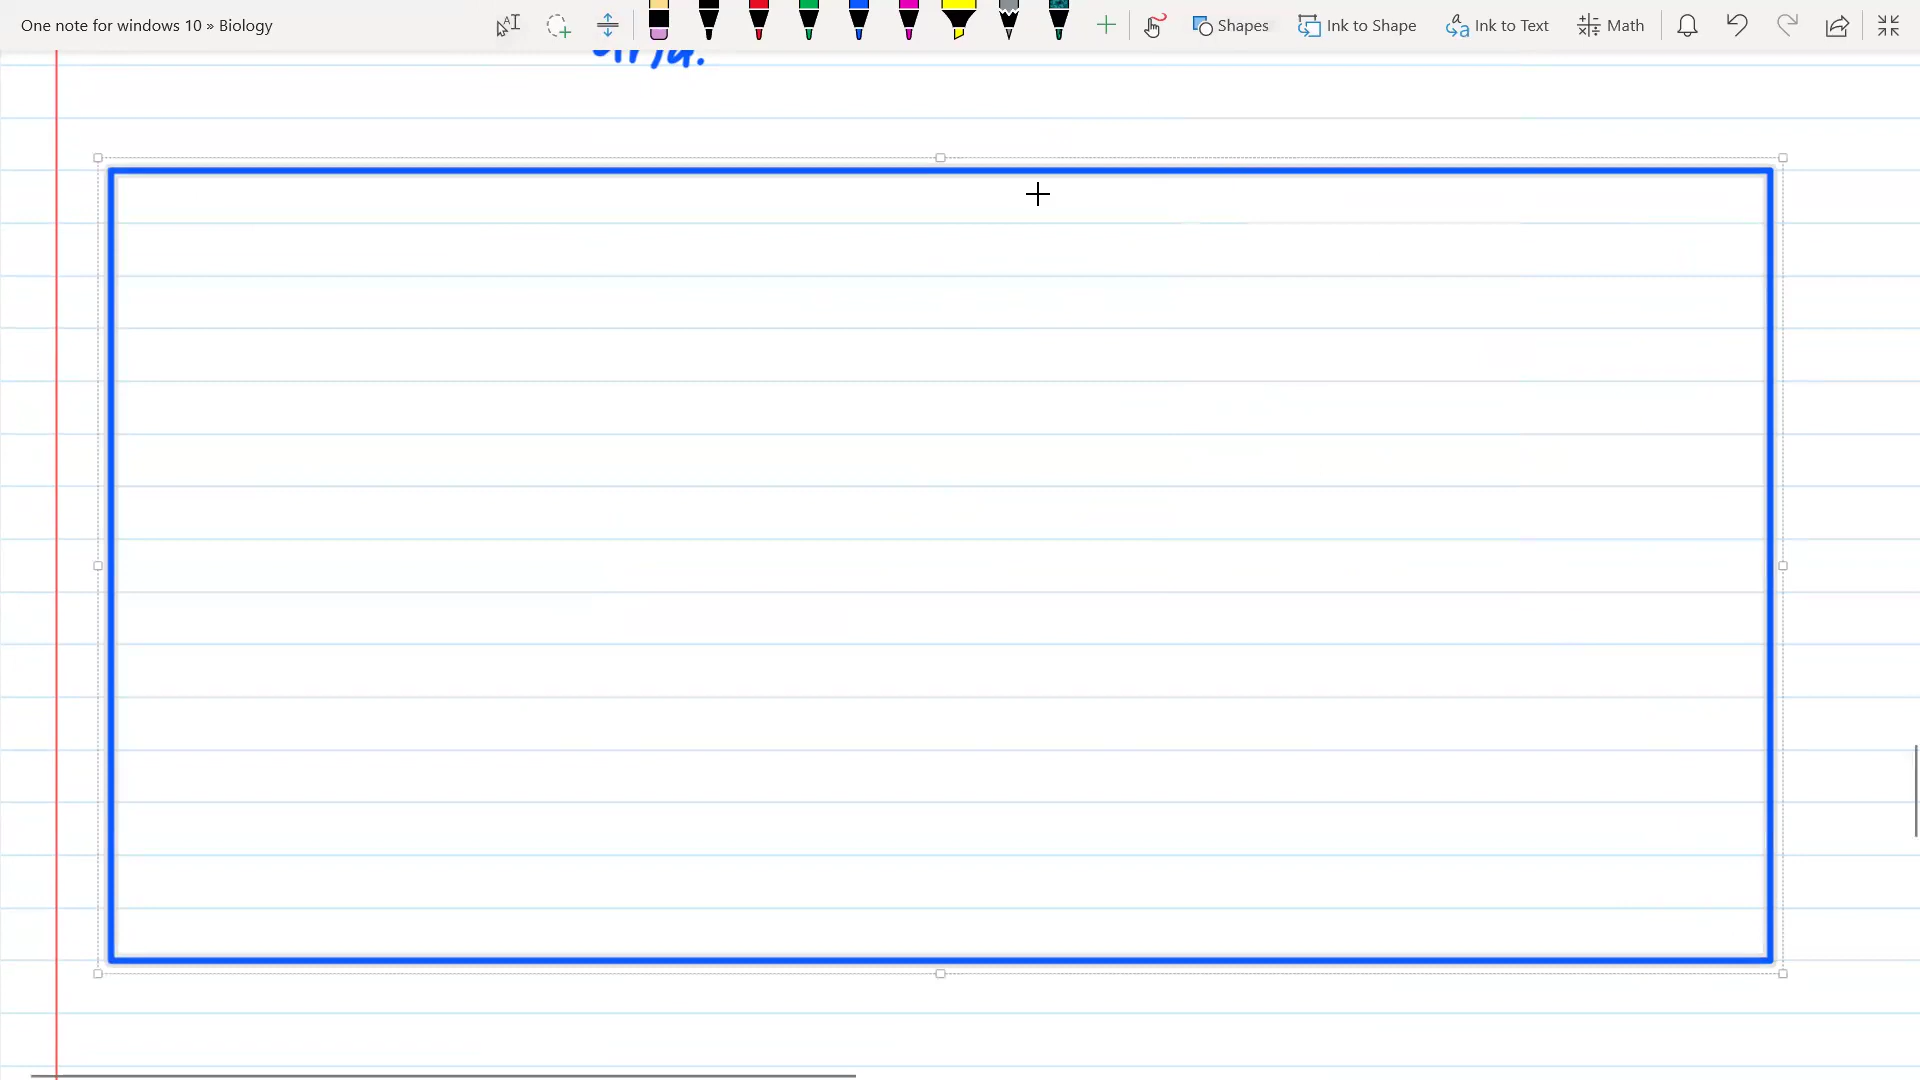 One note for windows 10 » Biology
Shapes
Ink to Shape
Ink to Text
Math